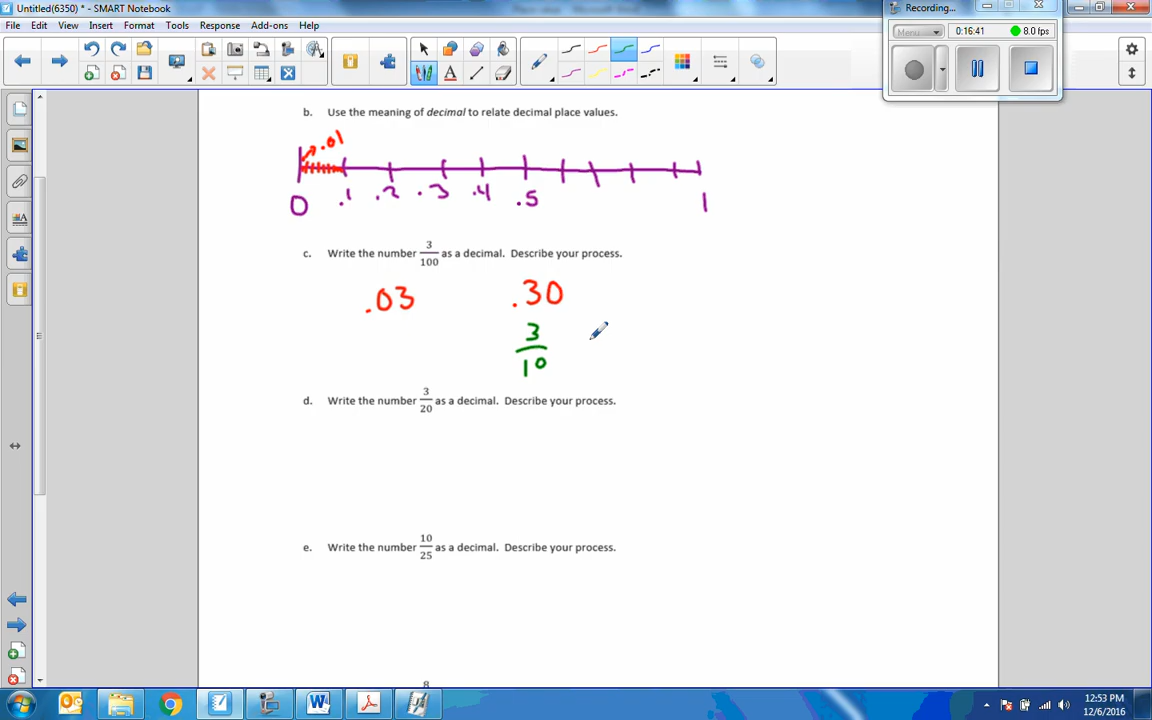 Untitled(6350) * - SMART Notebook
Recording...
File Edit View Insert Format Tools Response Add-ons Help
Menu 0:16:41 8.0 fps
b. Use the meaning of decimal to relate decimal place values.
.01
0 .1 .2 .3 .4 .5 1
c. Write the number 3/100 as a decimal. Describe your process.
.03 .30
3/10
d. Write the number 3/20 as a decimal. Describe your process.
e. Write the number 10/25 as a decimal. Describe your process.
8
12:53 PM
12/6/2016